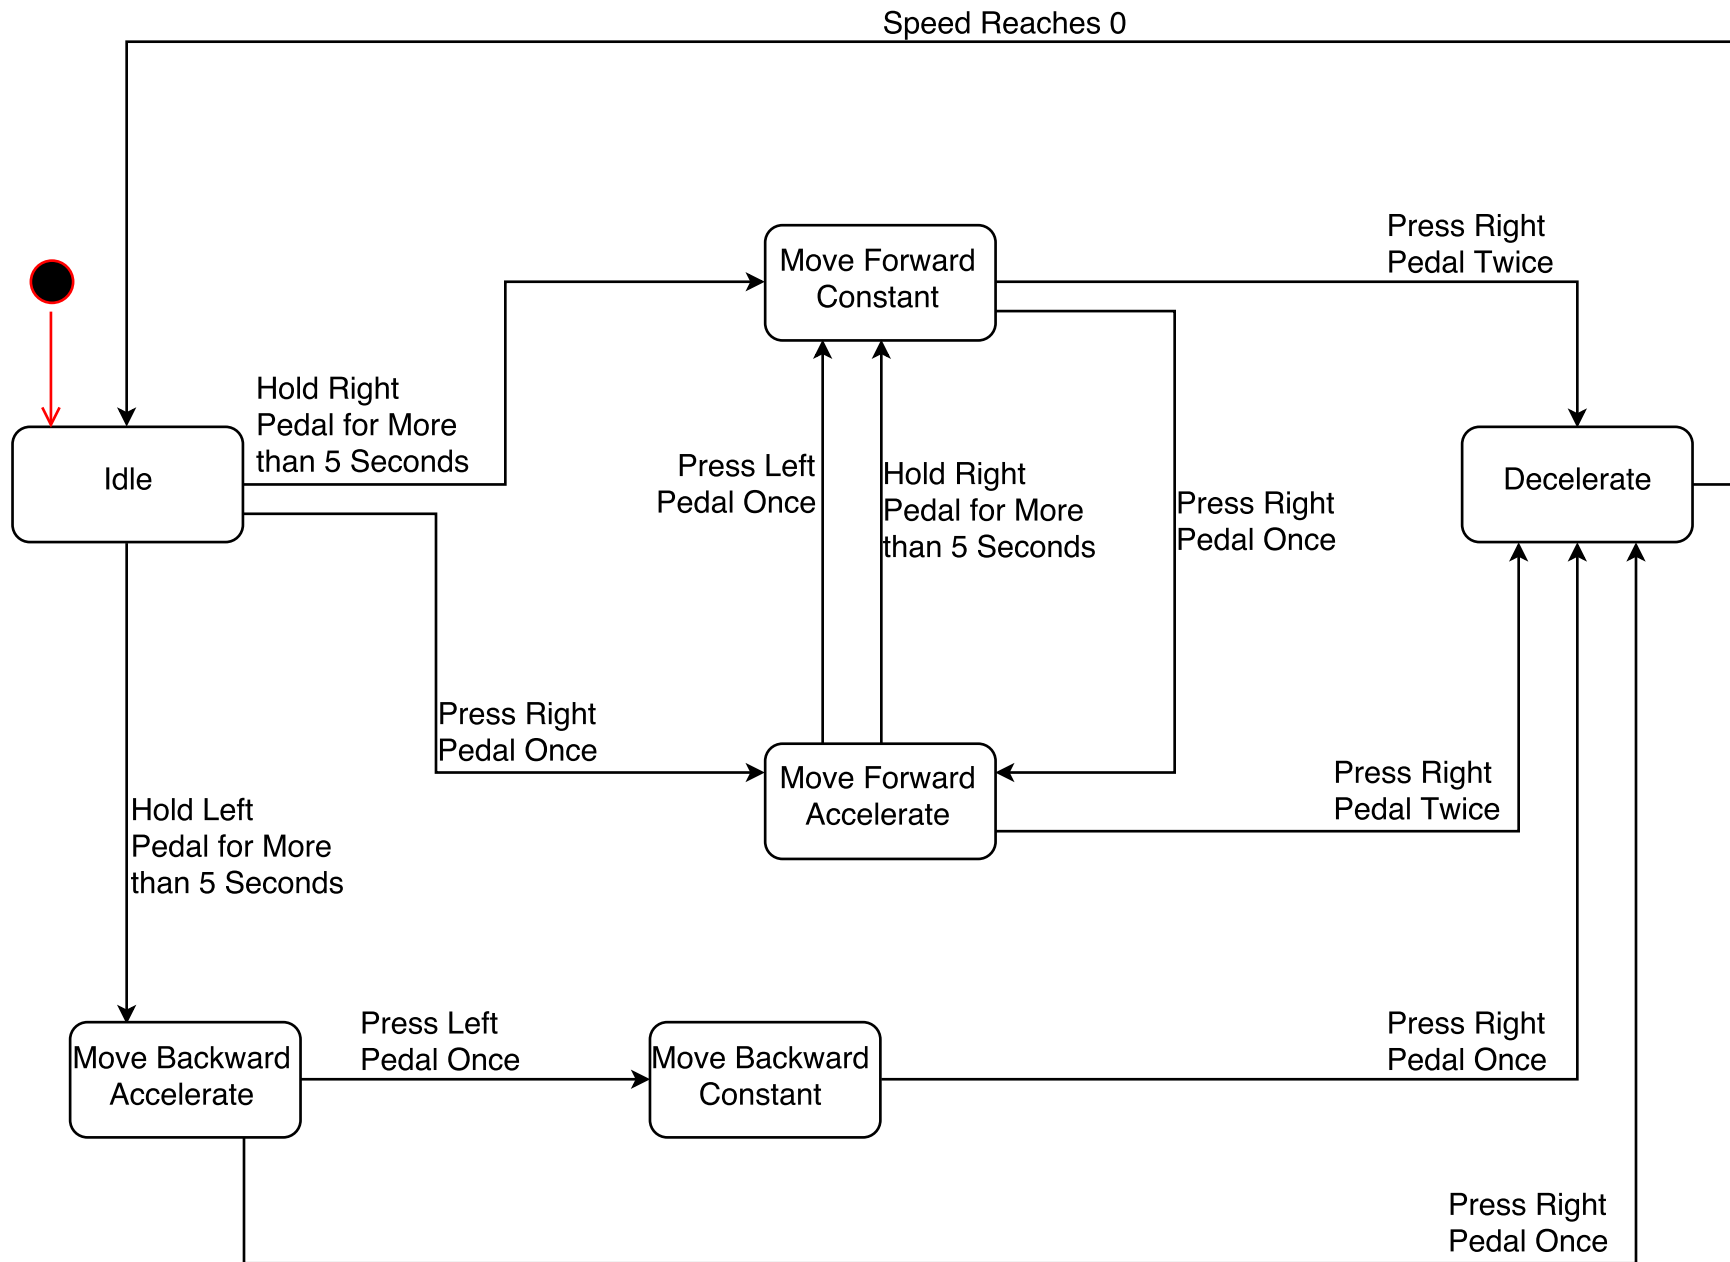 Speed Reaches 0
Press Right
Pedal Twice
Move Forward
Constant
Hold Right
Pedal for More
than 5 Seconds
Idle
Press Left
Pedal Once
Hold Right
Pedal for More
than 5 Seconds
Press Right
Pedal Once
Decelerate
Press Right
Pedal Once
Move Forward
Accelerate
Press Right
Pedal Twice
Hold Left
Pedal for More
than 5 Seconds
Move Backward
Accelerate
Press Left
Pedal Once
Move Backward
Constant
Press Right
Pedal Once
Press Right
Pedal Once